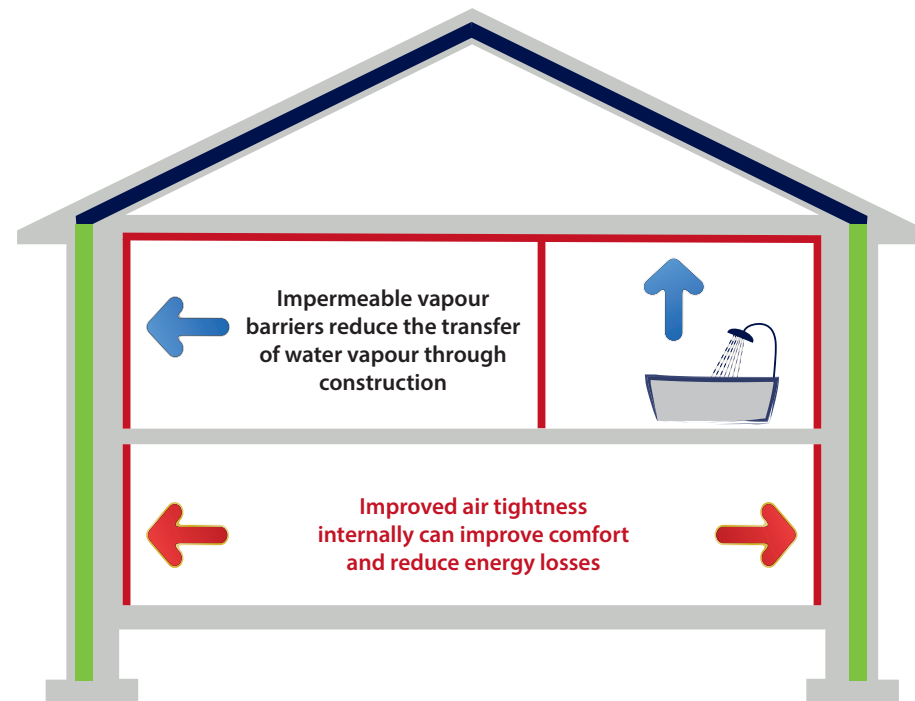 Impermeable vapour
barriers reduce the transfer
of water vapour through
construction
Improved air tightness
internally can improve comfort
and reduce energy losses